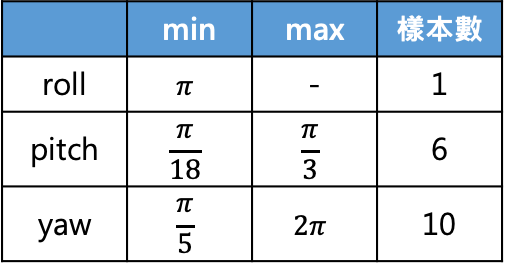 min max 樣本數
roll π - 1
pitch π/18 π/3 6
yaw π/5 2π 10